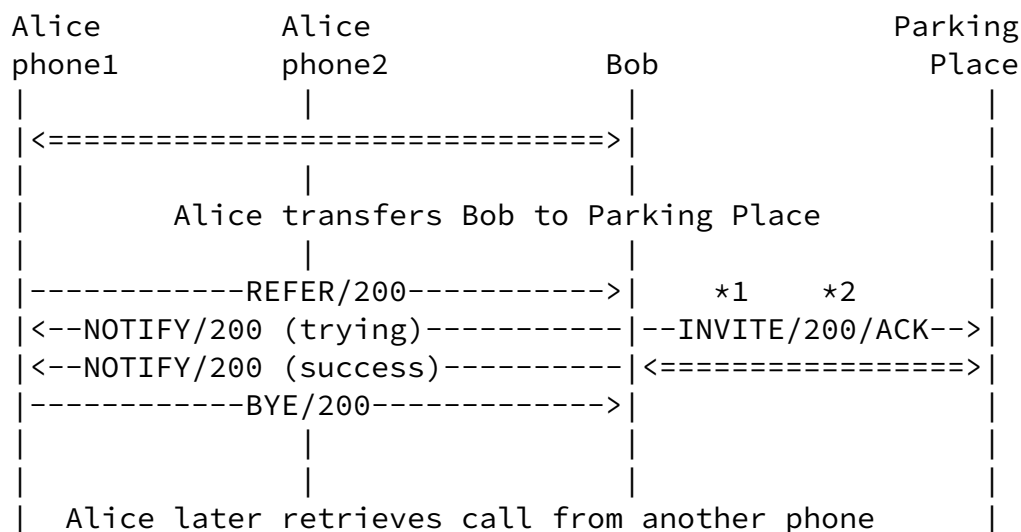 Alice          Alice                               Parking
phone1         phone2             Bob               Place
|               |                 |                   |
|<===============================>|                   |
|               |                 |                   |
|        Alice transfers Bob to Parking Place         |
|               |                 |                   |
|------------REFER/200----------->|    *1    *2       |
|<--NOTIFY/200 (trying)-----------|--INVITE/200/ACK-->|
|<--NOTIFY/200 (success)----------|<=================>|
|------------BYE/200------------->|                   |
|               |                 |                   |
|               |                 |                   |
|  Alice later retrieves call from another phone      |